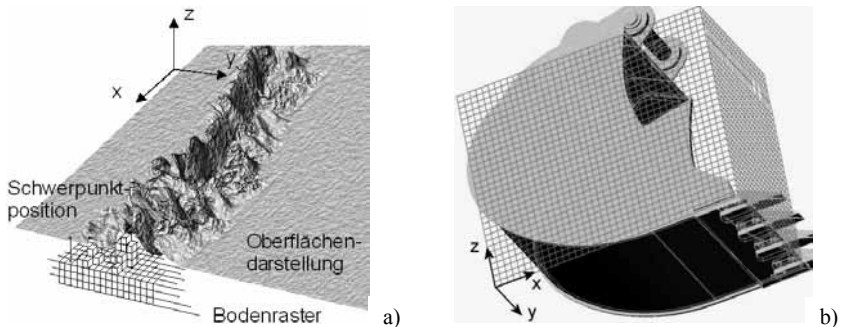 z
y
x
Schwerpunkt-
position
Oberflächen-
darstellung
Bodenraster
a)
z
x
y
b)